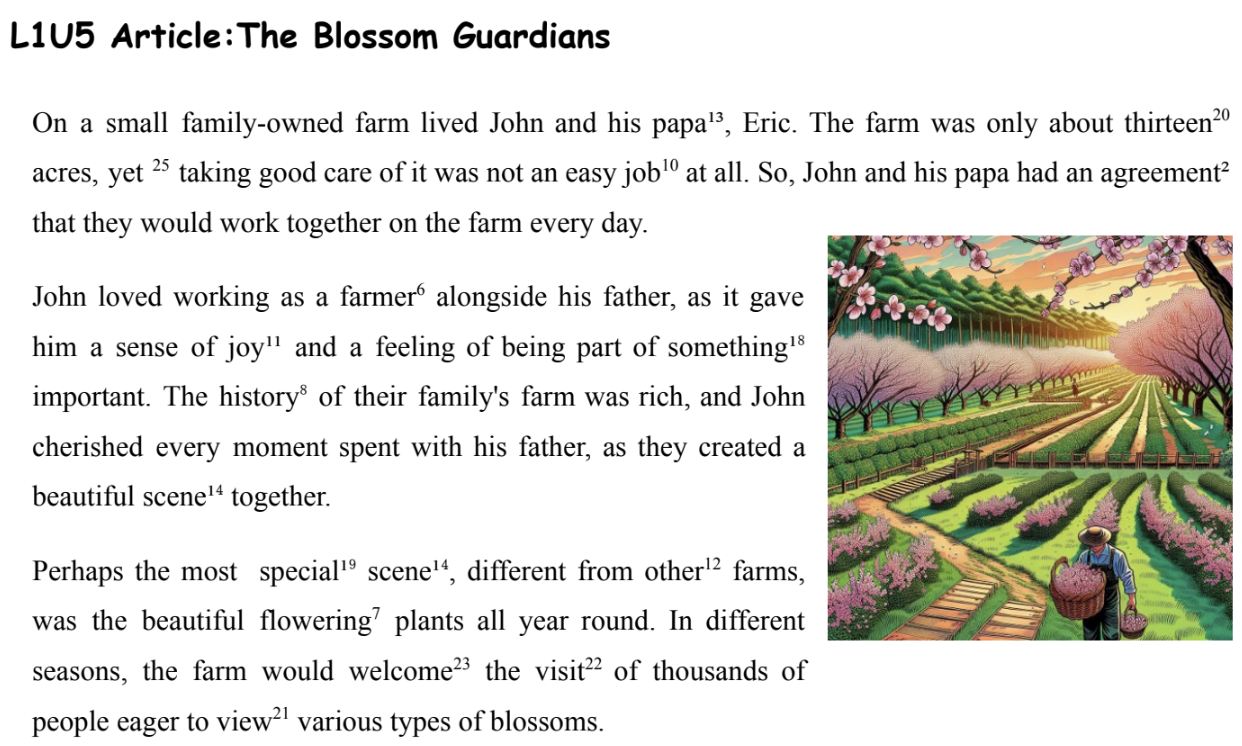 L1U5 Article:The Blossom Guardians
On a small family-owned farm lived John and his papa¹³, Eric. The farm was only about thirteen²⁰
acres, yet ²⁵ taking good care of it was not an easy job¹⁰ at all. So, John and his papa had an agreement²
that they would work together on the farm every day.
John loved working as a farmer⁶ alongside his father, as it gave
him a sense of joy¹¹ and a feeling of being part of something¹⁸
important. The history⁸ of their family's farm was rich, and John
cherished every moment spent with his father, as they created a
beautiful scene¹⁴ together.
Perhaps the most special¹⁹ scene¹⁴, different from other¹² farms,
was the beautiful flowering⁷ plants all year round. In different
seasons, the farm would welcome²³ the visit²² of thousands of
people eager to view²¹ various types of blossoms.